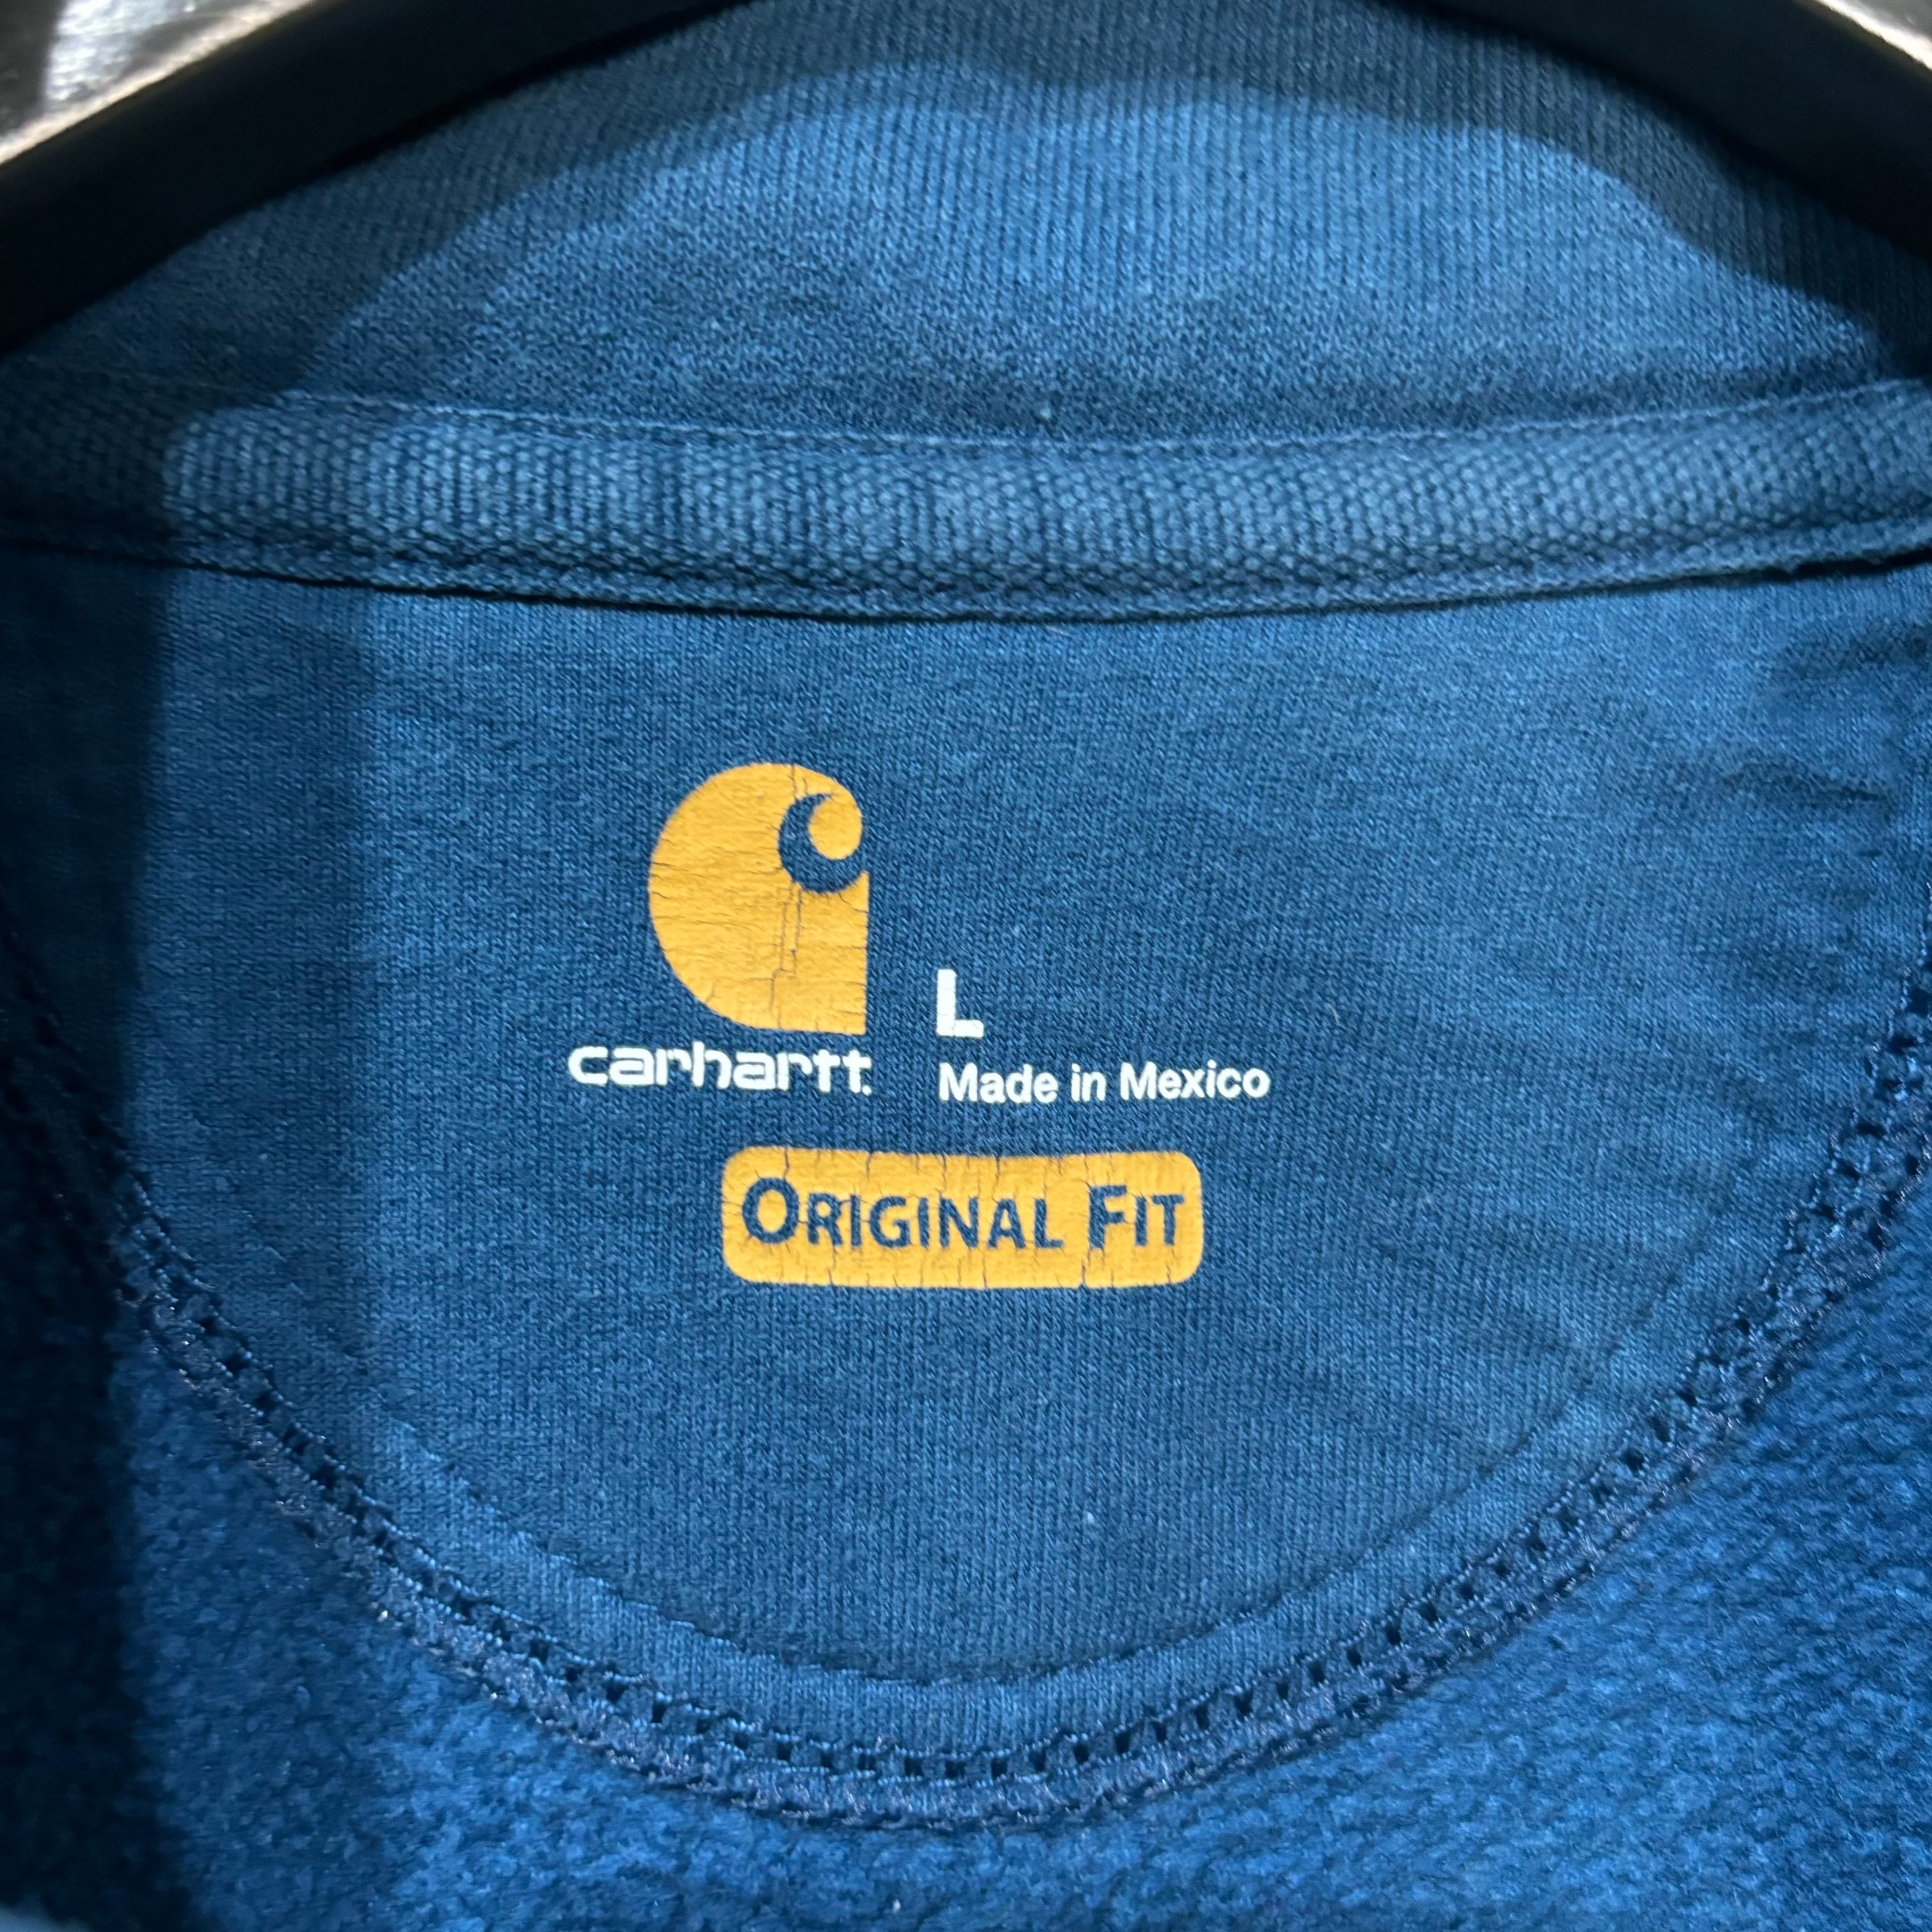 L
carhartt.
Made in Mexico
ORIGINAL FIT